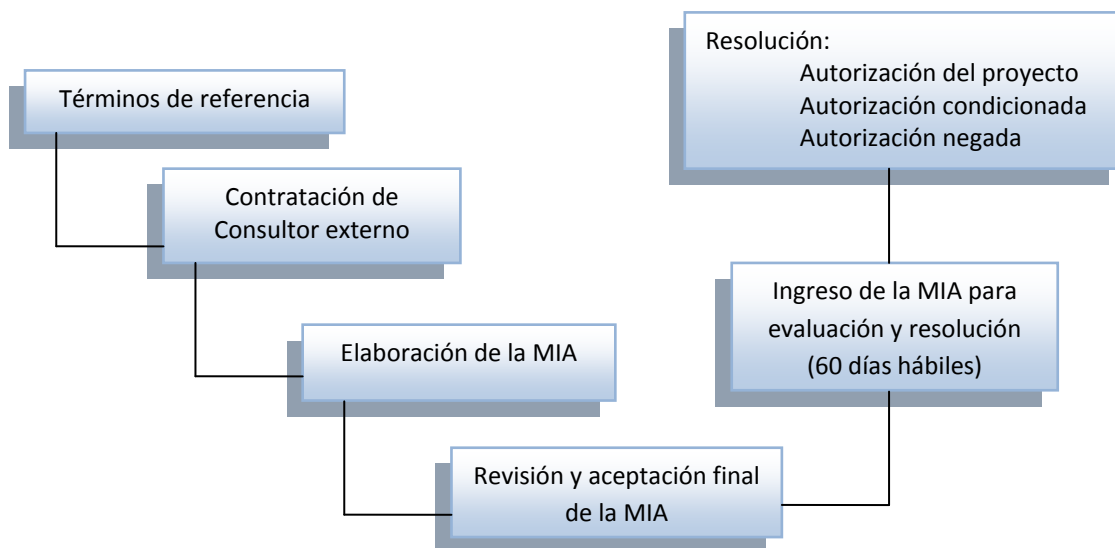 Términos de referencia
Contratación de
Consultor externo
Elaboración de la MIA
Revisión y aceptación final
de la MIA
Ingreso de la MIA para
evaluación y resolución
(60 días hábiles)
Resolución:
Autorización del proyecto
Autorización condicionada
Autorización negada